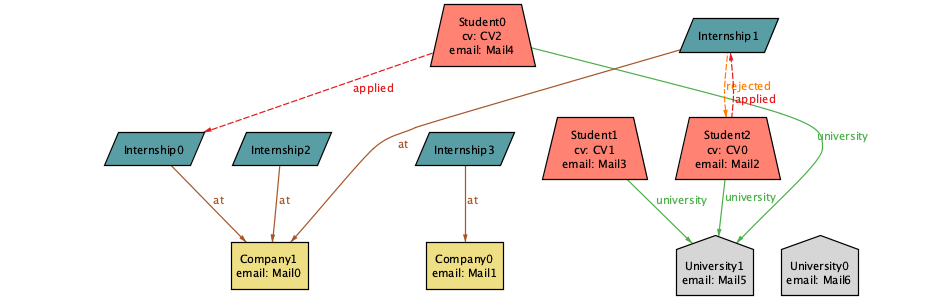 Student0
cv: CV2
email: Mail4
Internship1
applied
rejected
applied
Internship0
Internship2
at
Internship3
Student1
cv: CV1
email: Mail3
Student2
cv: CV0
email: Mail2
university
at
at
at
university
university
Company1
email: Mail0
Company0
email: Mail1
University1
email: Mail5
University0
email: Mail6